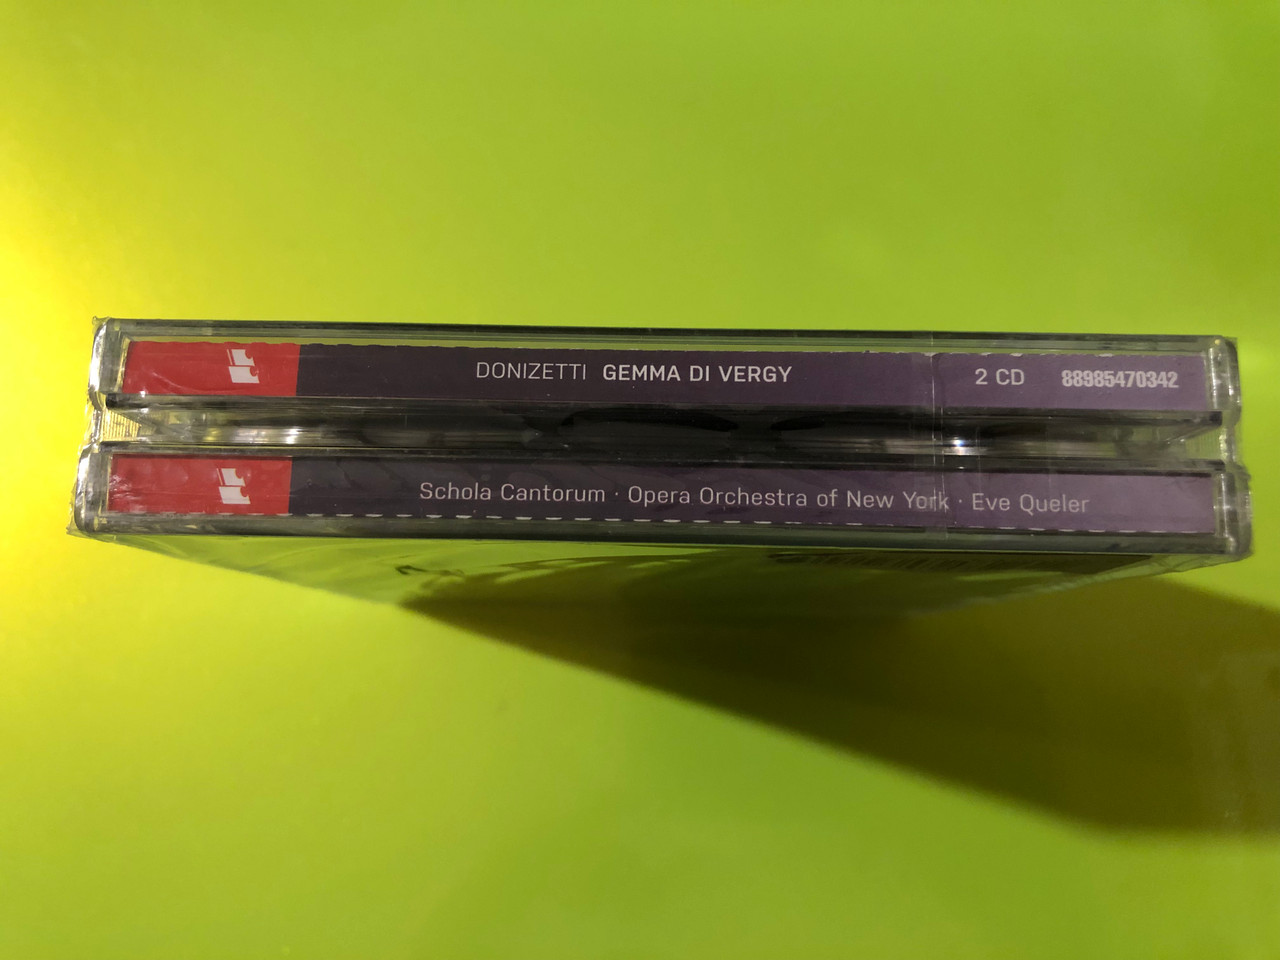 DONIZETTI GEMMA DI VERGY 2 CD 88985470342
Schola Cantorum · Opera Orchestra of New York · Eve Queler